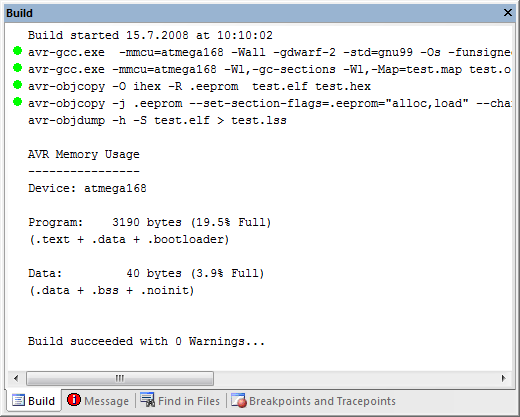 Build
Build started 15.7.2008 at 10:10:02
avr-gcc.exe -mmcu=atmega168 -Wall -gdwarf-2 -std=gnu99 -Os -funsigne
avr-gcc.exe -mmcu=atmega168 -Wl,-gc-sections -Wl,-Map=test.map test.o
avr-objcopy -O ihex -R .eeprom test.elf test.hex
avr-objcopy -j .eeprom --set-section-flags=.eeprom="alloc,load" --cha
avr-objdump -h -S test.elf > test.lss
AVR Memory Usage
----------------
Device: atmega168
Program: 3190 bytes (19.5% Full)
(.text + .data + .bootloader)
Data: 40 bytes (3.9% Full)
(.data + .bss + .noinit)
Build succeeded with 0 Warnings...
Build Message Find in Files Breakpoints and Tracepoints